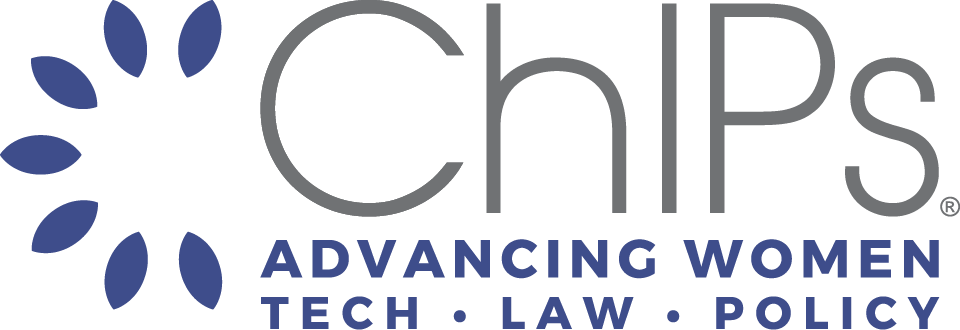 ChIPs®
ADVANCING WOMEN
TECH • LAW • POLICY